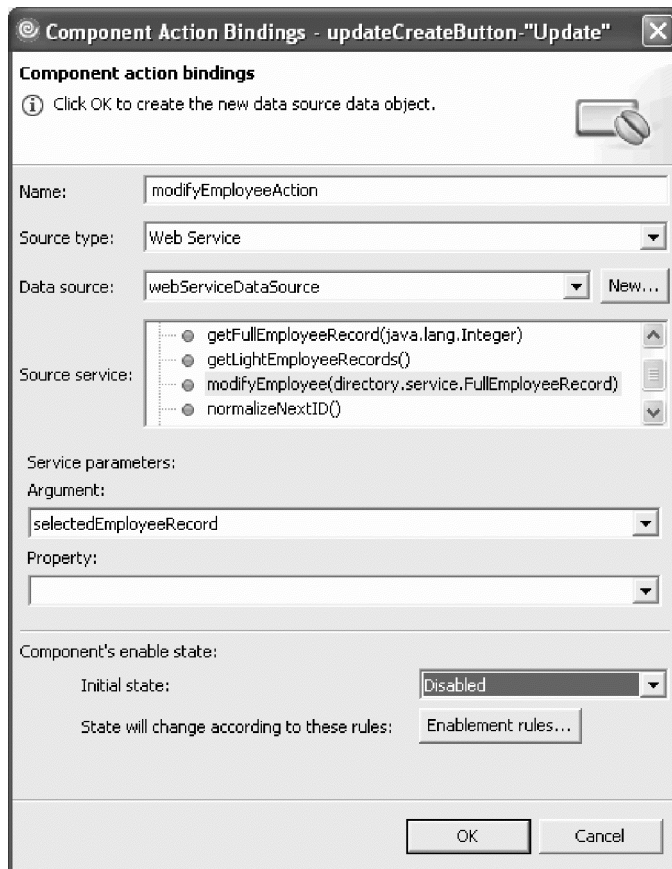 Component Action Bindings - updateCreateButton-"Update"
Component action bindings
Click OK to create the new data source data object.
Name: modifyEmployeeAction
Source type: Web Service
Data source: webServiceDataSource New...
getFullEmployeeRecord(java.lang.Integer)
getLightEmployeeRecords()
Source service: modifyEmployee(directory.service.FullEmployeeRecord)
normalizeNextID()
Service parameters:
Argument:
selectedEmployeeRecord
Property:
Component's enable state:
Initial state: Disabled
State will change according to these rules: Enablement rules...
OK Cancel